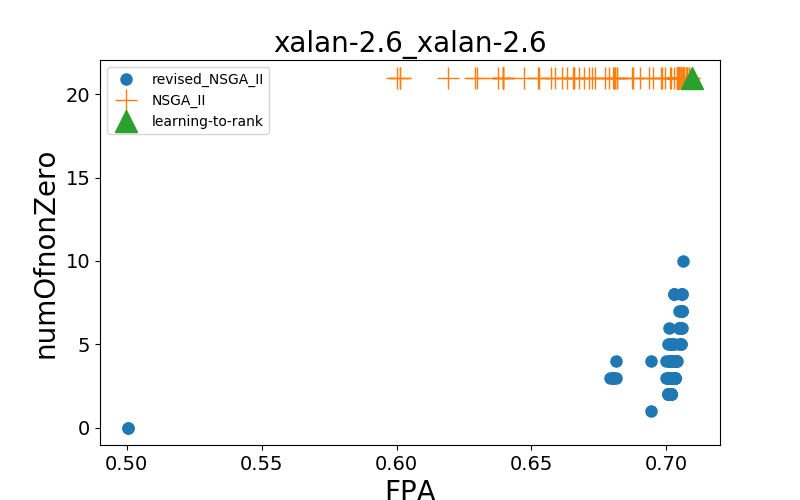 xalan-2.6_xalan-2.6
revised_NSGA_II
NSGA_II
learning-to-rank
numOfnonZero
20
15
10
5
0
0.50 0.55 0.60 0.65 0.70
FPA